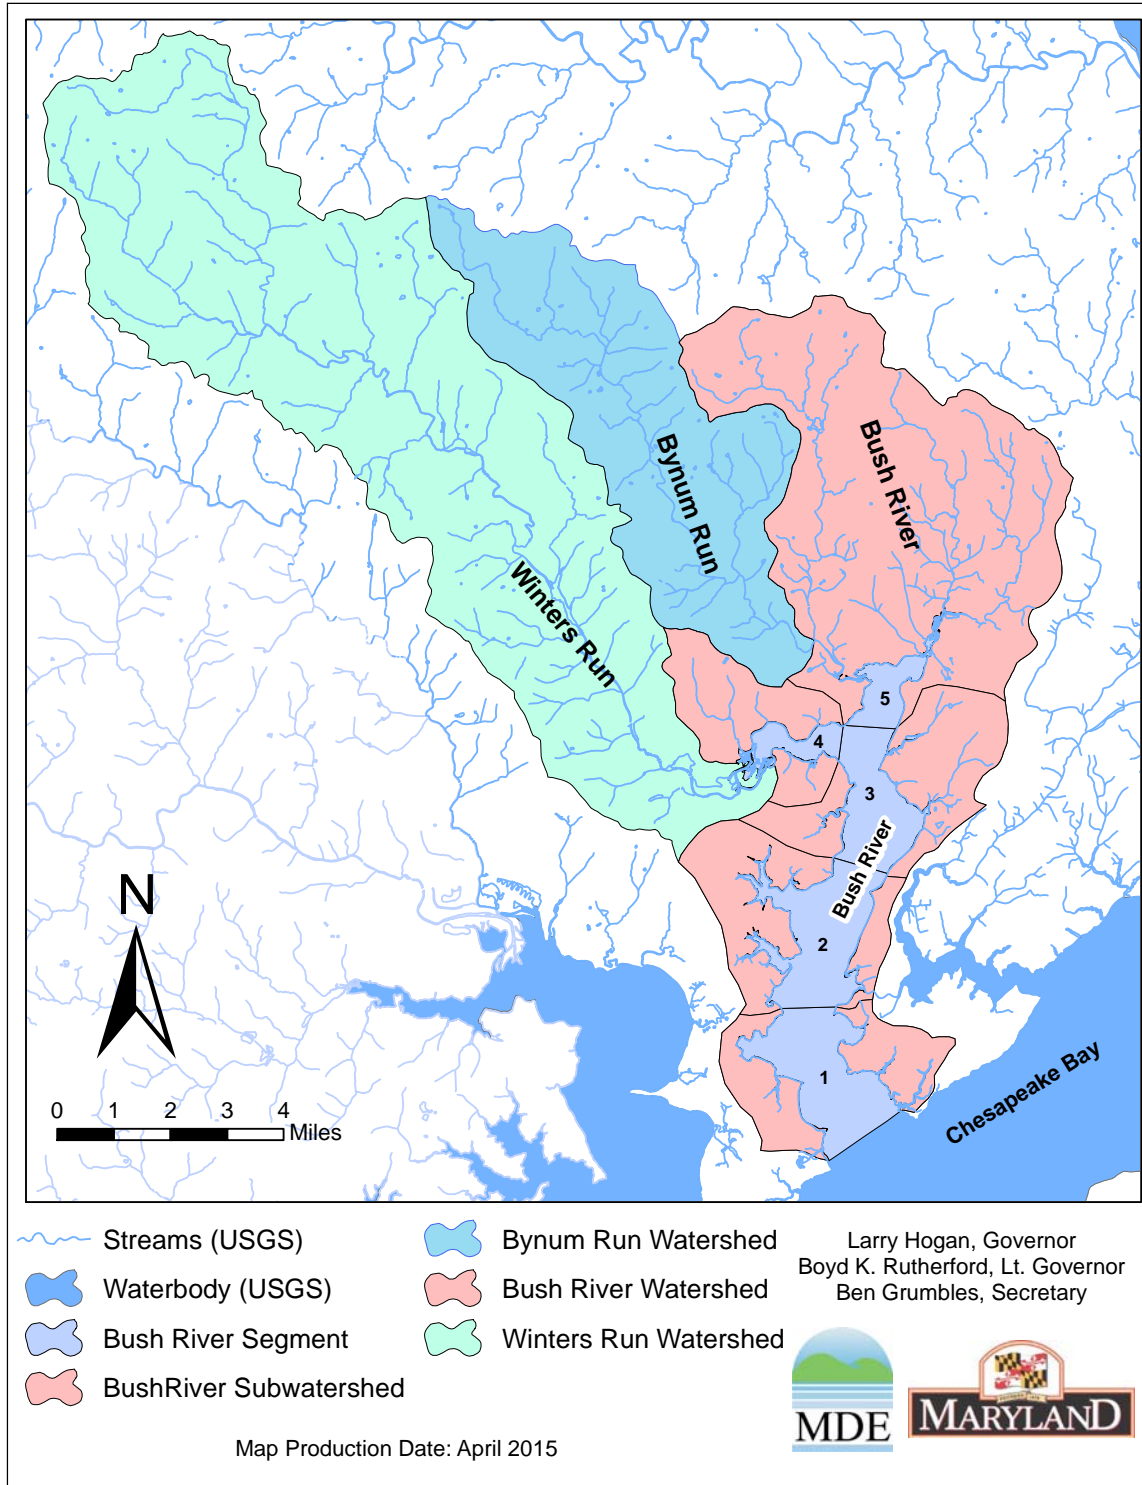 Bynum Run
Bush River
Winters Run
5
4
3
Bush River
2
1
Chesapeake Bay
N
0 1 2 3 4
Miles
Streams (USGS)
Waterbody (USGS)
Bush River Segment
BushRiver Subwatershed
Bynum Run Watershed
Bush River Watershed
Winters Run Watershed
Larry Hogan, Governor
Boyd K. Rutherford, Lt. Governor
Ben Grumbles, Secretary
MDE
MARYLAND
Map Production Date: April 2015